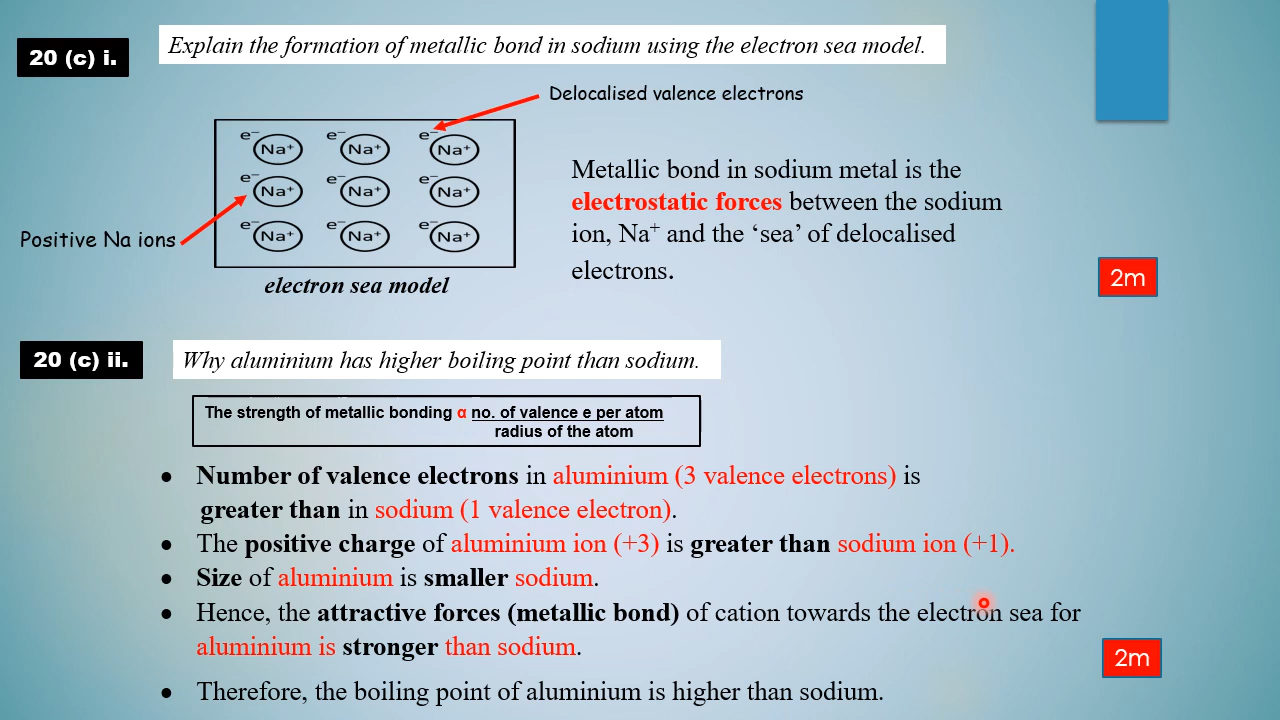 20 (c) i.
Explain the formation of metallic bond in sodium using the electron sea model.
Delocalised valence electrons
e⁻ e⁻ e⁻
Na⁺ Na⁺ Na⁺
e⁻ e⁻ e⁻
Na⁺ Na⁺ Na⁺
e⁻ e⁻ e⁻
Na⁺ Na⁺ Na⁺
Positive Na ions
electron sea model
Metallic bond in sodium metal is the
electrostatic forces between the sodium
ion, Na⁺ and the ‘sea’ of delocalised
electrons.
2m
20 (c) ii.
Why aluminium has higher boiling point than sodium.
The strength of metallic bonding α no. of valence e per atom
radius of the atom
• Number of valence electrons in aluminium (3 valence electrons) is
greater than in sodium (1 valence electron).
• The positive charge of aluminium ion (+3) is greater than sodium ion (+1).
• Size of aluminium is smaller sodium.
• Hence, the attractive forces (metallic bond) of cation towards the electron sea for
aluminium is stronger than sodium.
2m
• Therefore, the boiling point of aluminium is higher than sodium.